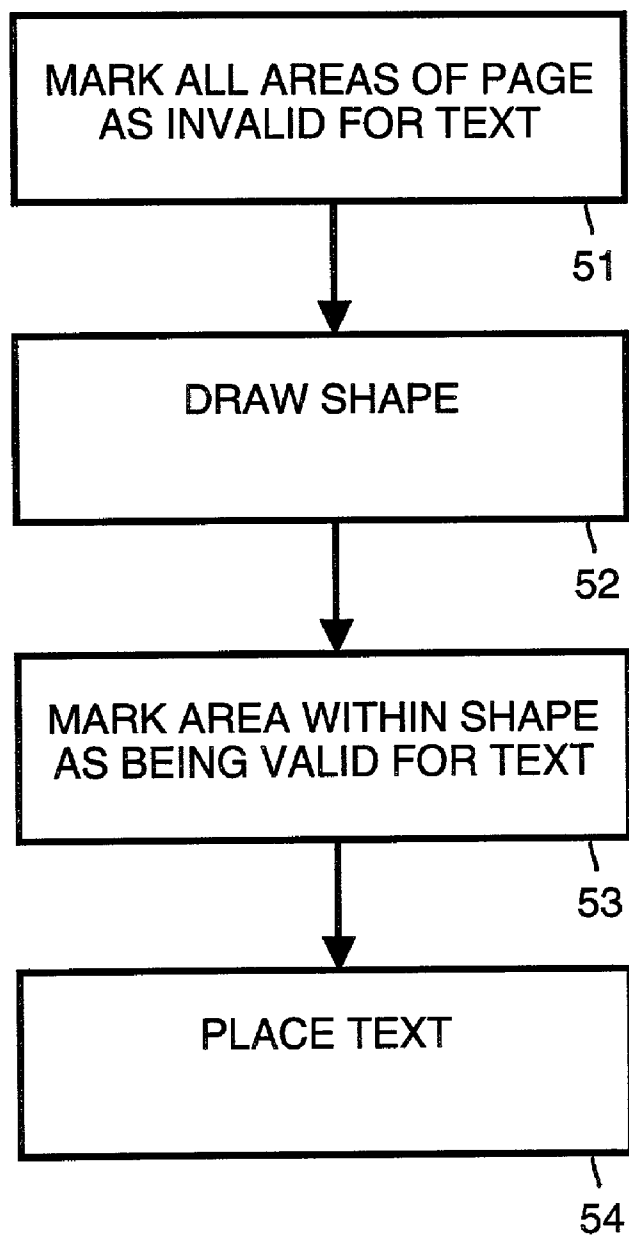 MARK ALL AREAS OF PAGE
AS INVALID FOR TEXT
51
DRAW SHAPE
52
MARK AREA WITHIN SHAPE
AS BEING VALID FOR TEXT
53
PLACE TEXT
54